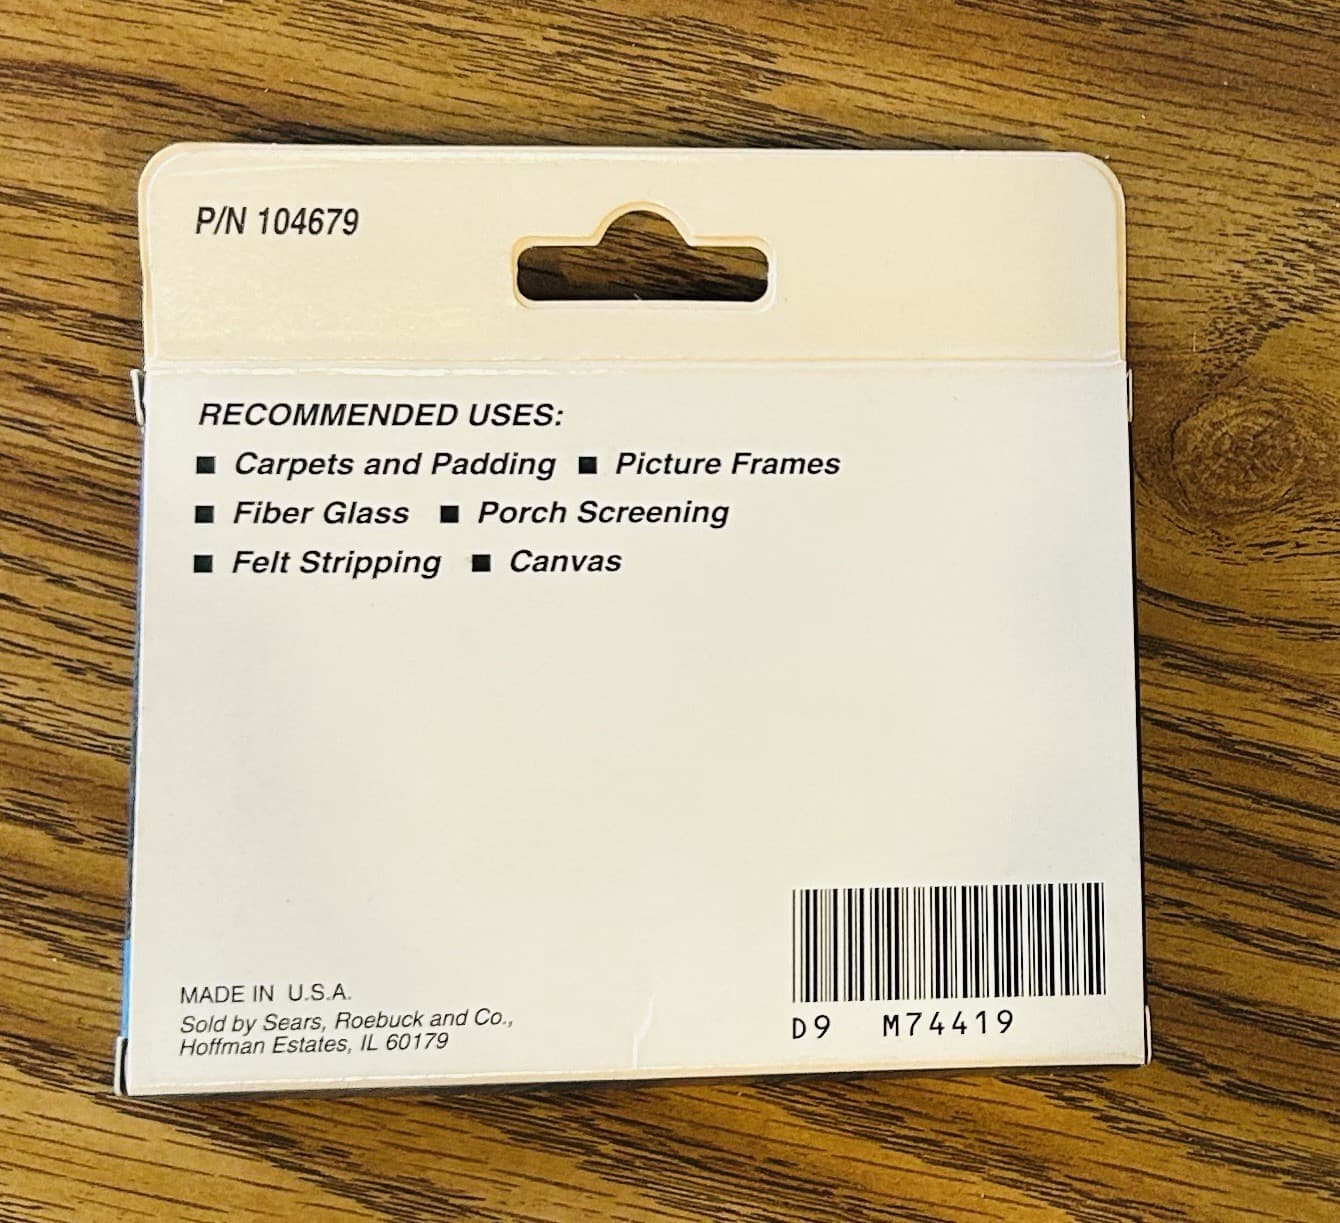 P/N 104679
RECOMMENDED USES:
■ Carpets and Padding ■ Picture Frames
■ Fiber Glass ■ Porch Screening
■ Felt Stripping ■ Canvas
MADE IN U.S.A.
Sold by Sears, Roebuck and Co.,
Hoffman Estates, IL 60179
D9 M74419